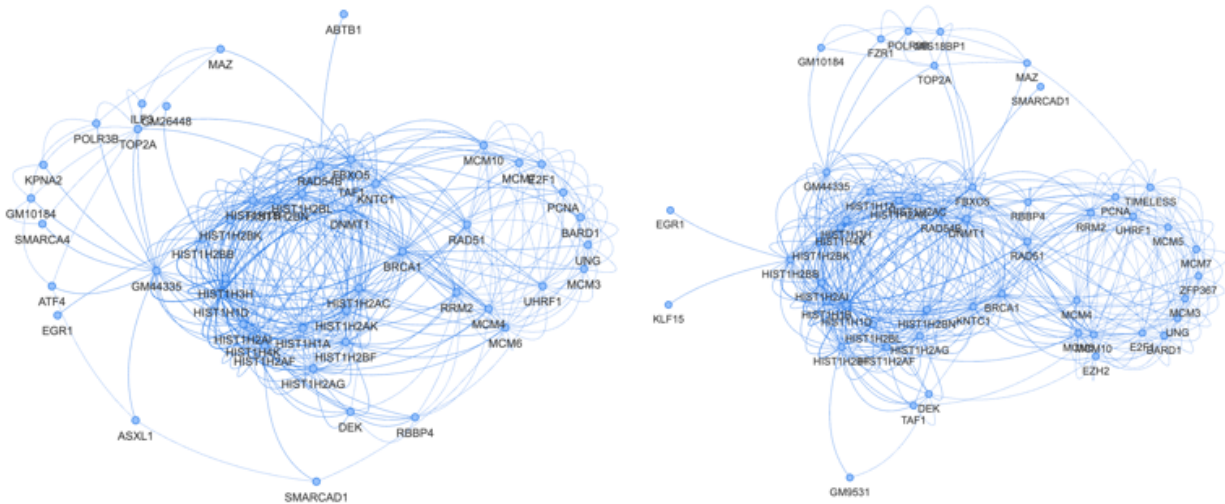 ABTB1
MAZ
GM26448
POLR3B
TOP2A
KPNA2
GM10184
SMARCA4
ATF4
EGR1
GM44335
ASXL1
SMARCAD1
FBXO5
RAD54B
TAF1
KNTC1
HIST1H2BL
DNMT1
HIST1H2BK
HIST1H2BB
BRCA1
HIST1H3H
HIST1H1D
HIST1H2AC
HIST1H2AK
HIST1H1A
HIST1H2BF
HIST1H2AF
HIST1H2AG
MCM10
E2F1
PCNA
BARD1
UNG
MCM3
RAD51
UHRF1
RRM2
MCM4
MCM6
DEK
RBBP4
GM10184
FZR1
MIS18BP1
TOP2A
MAZ
SMARCAD1
GM44335
EGR1
KLF15
FBXO5
HIST1H1A
HIST1H3H
HIST1H4K
HIST1H2BK
HIST1H2BB
HIST1H2AI
HIST1H1D
HIST1H2BL
HIST1H2AF
HIST1H2AG
HIST1H2BN
RAD54B
DNMT1
RBBP4
RAD51
BRCA1
KNTC1
TIMELESS
PCNA
RRM2
UHRF1
MCM5
MCM7
ZFP367
MCM3
UNG
BARD1
E2F1
MCM4
MCM10
EZH2
DEK
TAF1
GM9531